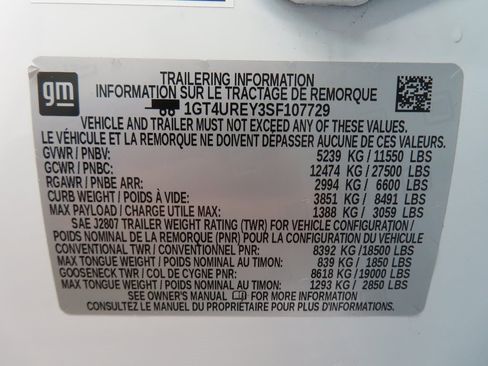 gm
TRAILERING INFORMATION
INFORMATION SUR LE TRACTAGE DE REMORQUE
1GT4UREY3SF107729
VEHICLE AND TRAILER MUST NOT EXCEED ANY OF THESE VALUES.
LE VÉHICULE ET LA REMORQUE NE DOIVENT DÉPASSER AUCUNE DE CES VALEURS.
GVWR / PNBV: 5239 KG / 11550 LBS
GCWR / PNBC: 12474 KG / 27500 LBS
RGAWR / PNBE ARR: 2994 KG / 6600 LBS
CURB WEIGHT / POIDS À VIDE: 3851 KG / 8491 LBS
MAX PAYLOAD / CHARGE UTILE MAX: 1388 KG / 3059 LBS
SAE J2807 TRAILER WEIGHT RATING (TWR) FOR VEHICLE CONFIGURATION /
POIDS NOMINAL DE LA REMORQUE (PNR) POUR LA CONFIGURATION DU VÉHICULE
CONVENTIONAL TWR / CONVENTIONNEL PNR: 8392 KG / 18500 LBS
MAX TONGUE WEIGHT / POIDS MAXIMAL AU TIMON: 839 KG / 1850 LBS
GOOSENECK TWR / COL DE CYGNE PNR: 8618 KG / 19000 LBS
MAX TONGUE WEIGHT / POIDS MAXIMAL AU TIMON: 1293 KG / 2850 LBS
SEE OWNER'S MANUAL FOR MORE INFORMATION.
CONSULTEZ LE MANUEL DU PROPRIÉTAIRE POUR PLUS D'INFORMATIONS.